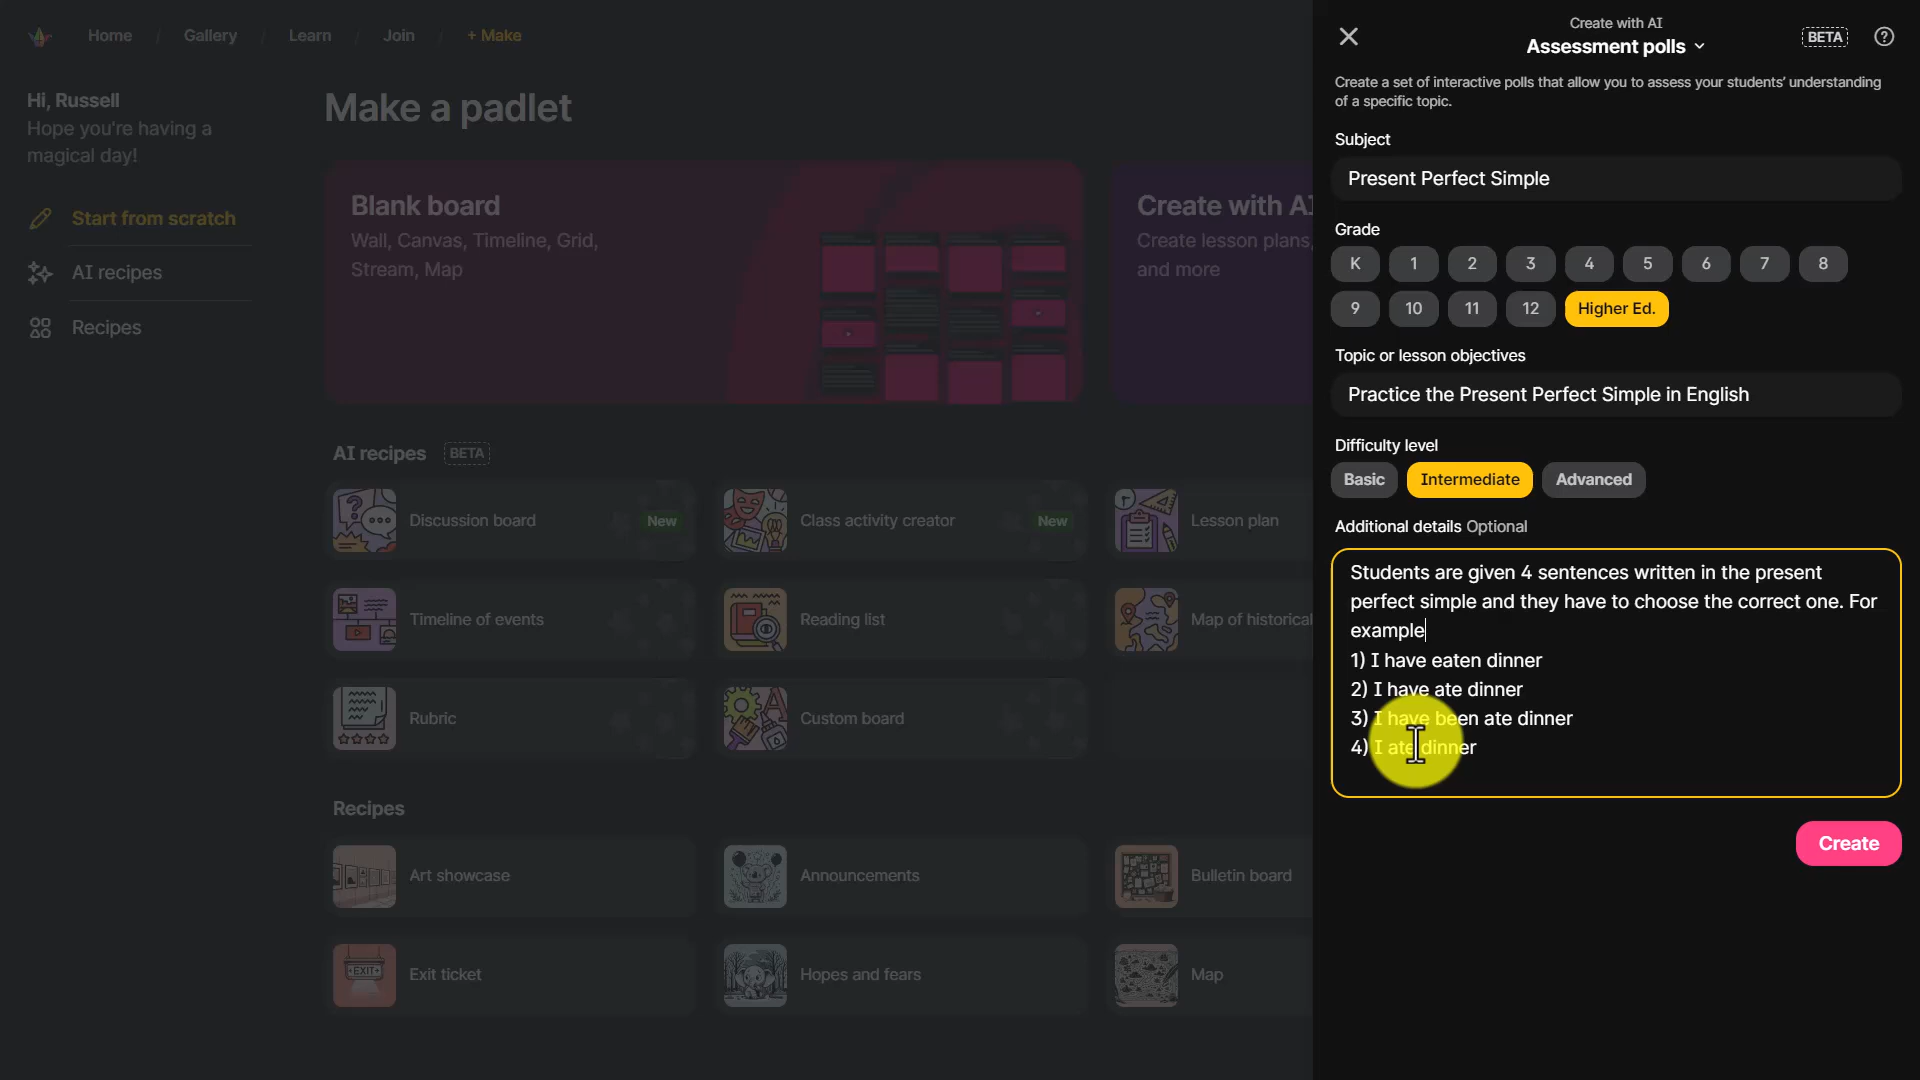 Home / Gallery / Learn / Join / + Make
Hi, Russell
Hope you're having a
magical day!
Start from scratch
AI recipes
Recipes
Make a padlet
Blank board
Wall, Canvas, Timeline, Grid,
Stream, Map
Create with AI
Create lesson plans,
and more
AI recipes BETA
Discussion board New
Class activity creator New
Lesson plan
Timeline of events
Reading list
Map of historical
Rubric
Custom board
Recipes
Art showcase
Announcements
Bulletin board
EXIT
Exit ticket
Hopes and fears
Map
Create with AI
Assessment polls
BETA
Create a set of interactive polls that allow you to assess your students' understanding
of a specific topic.
Subject
Present Perfect Simple
Grade
K 1 2 3 4 5 6 7 8
9 10 11 12 Higher Ed.
Topic or lesson objectives
Practice the Present Perfect Simple in English
Difficulty level
Basic Intermediate Advanced
Additional details Optional
Students are given 4 sentences written in the present
perfect simple and they have to choose the correct one. For
example
1) I have eaten dinner
2) I have ate dinner
3) I have been ate dinner
4) I ate dinner
Create